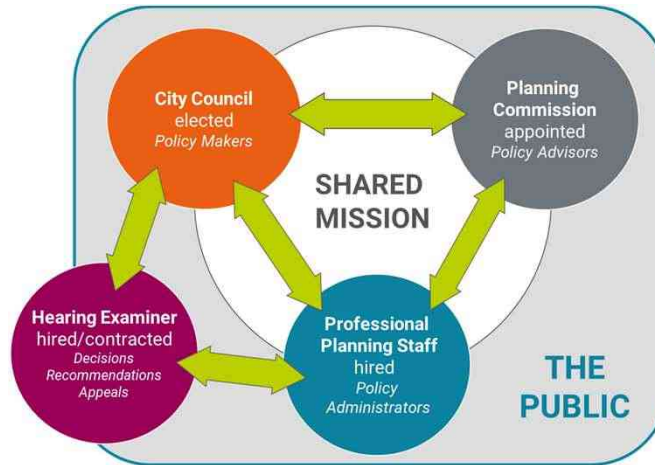 City Council
elected
Policy Makers
Planning
Commission
appointed
Policy Advisors
SHARED
MISSION
Hearing Examiner
hired/contracted
Decisions
Recommendations
Appeals
Professional
Planning Staff
hired
Policy
Administrators
THE
PUBLIC